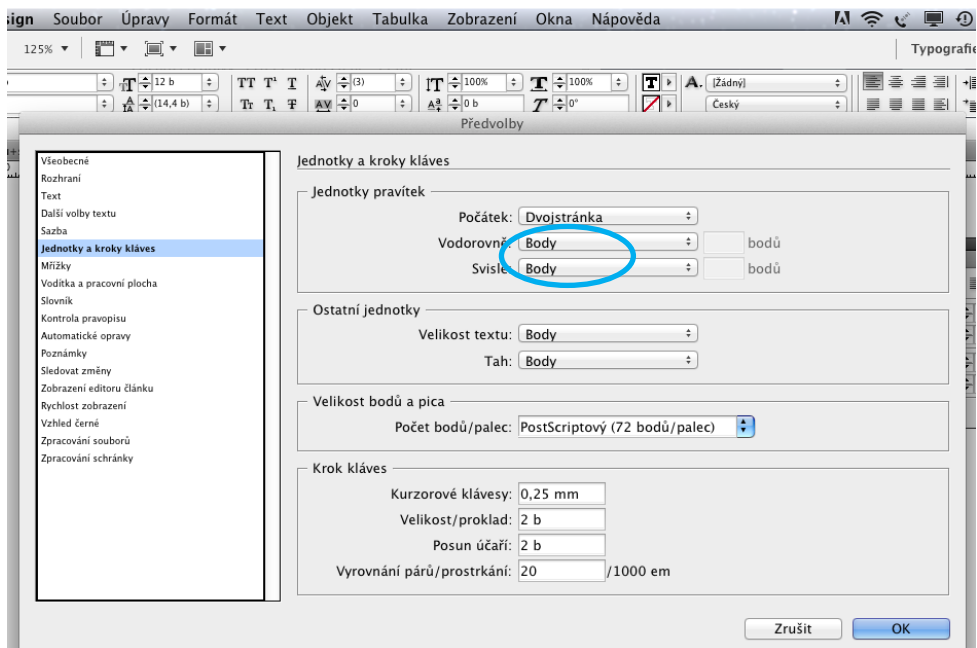 sign Soubor Úpravy Formát Text Objekt Tabulka Zobrazení Okna Nápověda
125% Typografie
12 b TT T¹ T (3) 100% 100% T A. [Žádný]
(14,4 b) Tr T₁ T AV 0 0 b 0° Český
Předvolby
Všeobecné
Rozhraní
Text
Další volby textu
Sazba
Jednotky a kroky kláves
Mřížky
Vodítka a pracovní plocha
Slovník
Kontrola pravopisu
Automatické opravy
Poznámky
Sledovat změny
Zobrazení editoru článku
Rychlost zobrazení
Vzhled černé
Zpracování souborů
Zpracování schránky
Jednotky a kroky kláves
Jednotky pravítek
Počátek: Dvojstránka
Vodorovně: Body bodů
Svisle: Body bodů
Ostatní jednotky
Velikost textu: Body
Tah: Body
Velikost bodů a pica
Počet bodů/palec: PostScriptový (72 bodů/palec)
Krok kláves
Kurzorové klávesy: 0,25 mm
Velikost/proklad: 2 b
Posun účaří: 2 b
Vyrovnání párů/prostrkání: 20 /1000 em
Zrušit OK